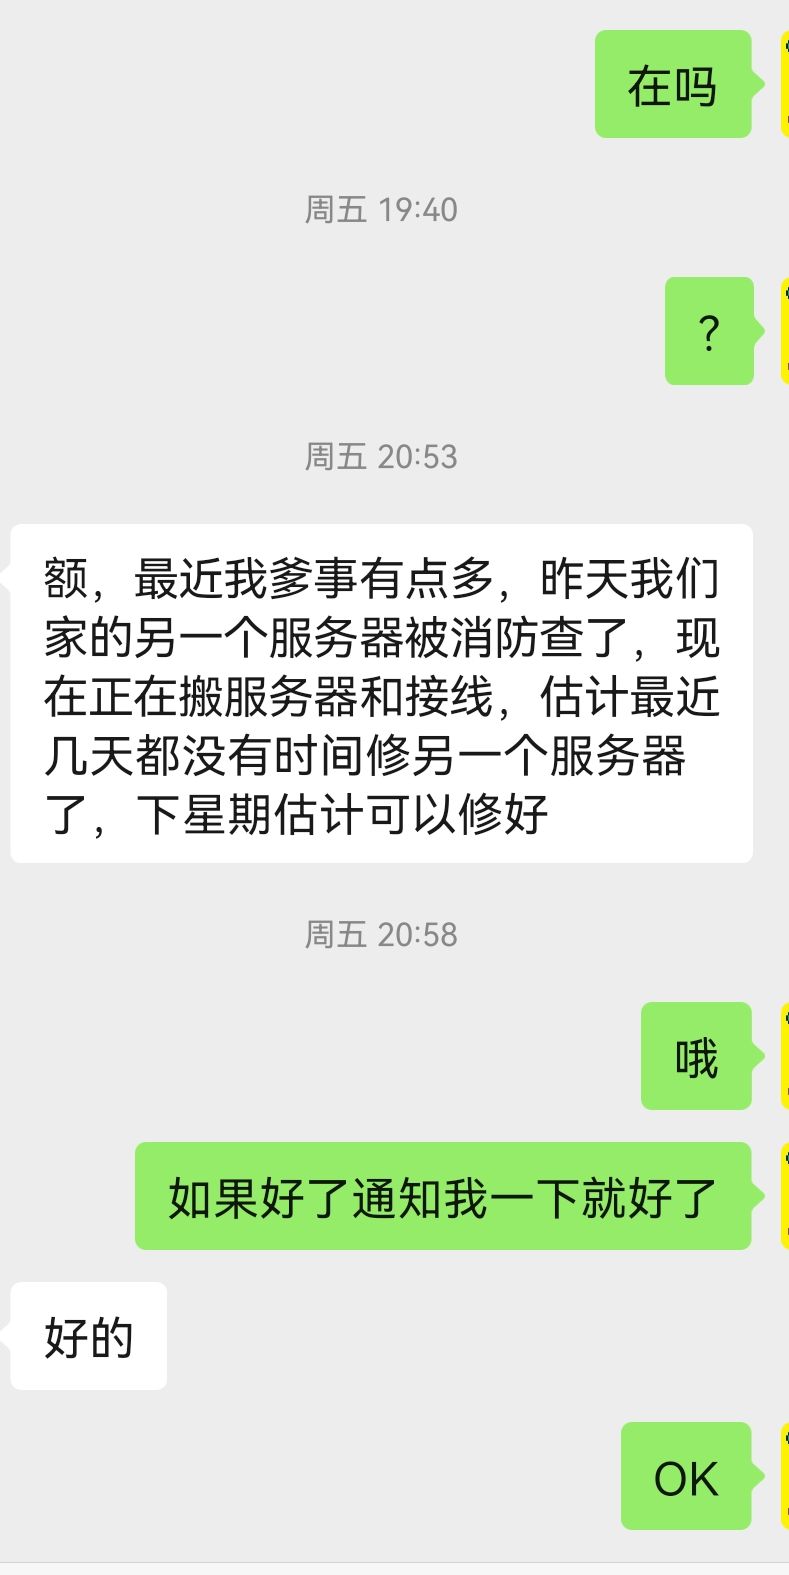 在吗
周五 19:40
？
周五 20:53
额，最近我爹事有点多，昨天我们
家的另一个服务器被消防查了，现
在正在搬服务器和接线，估计最近
几天都没有时间修另一个服务器
了，下星期估计可以修好
周五 20:58
哦
如果好了通知我一下就好了
好的
OK